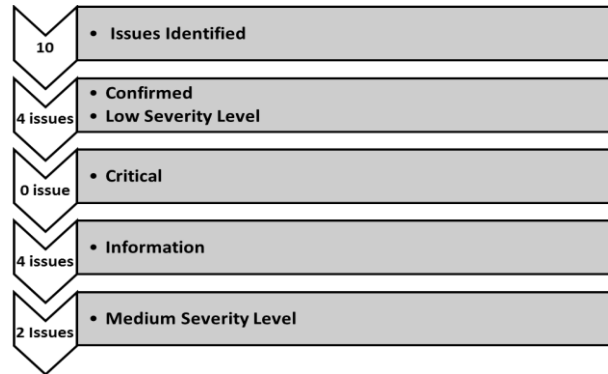 10
• Issues Identified
4 issues
• Confirmed
• Low Severity Level
0 issue
• Critical
4 issues
• Information
2 Issues
• Medium Severity Level